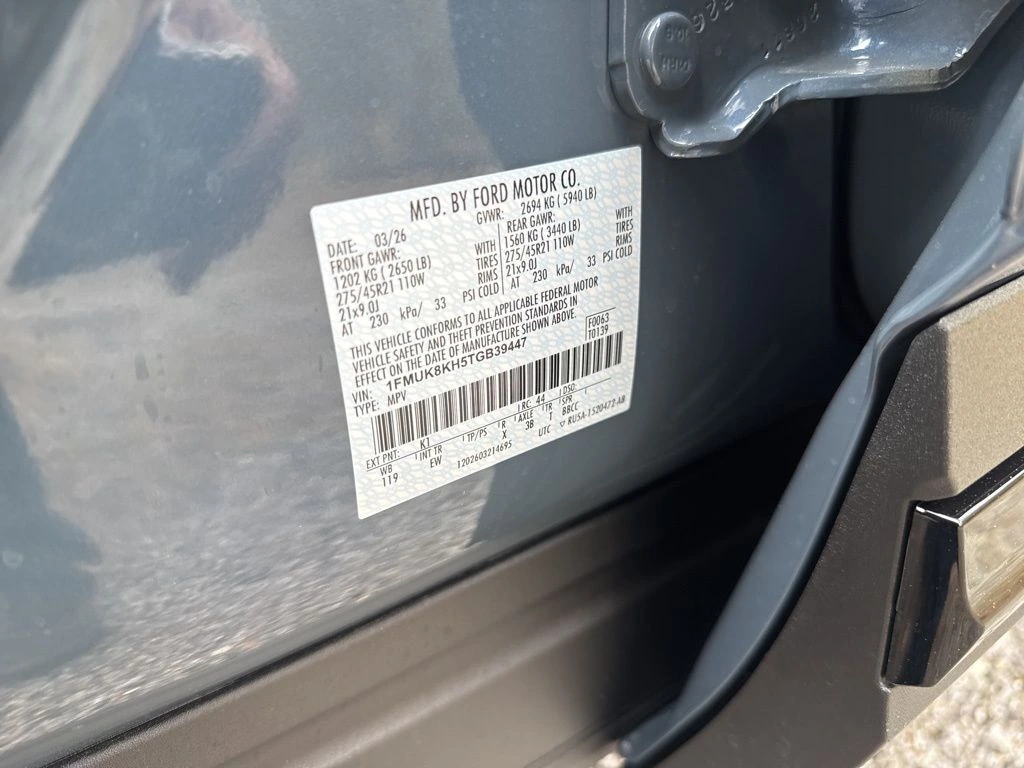 MFD. BY FORD MOTOR CO.
DATE: 03/26 GVWR: 2694 KG ( 5940 LB)
FRONT GAWR: REAR GAWR:
1202 KG ( 2650 LB) WITH 1560 KG ( 3440 LB) WITH
275/45R21 110W TIRES 275/45R21 110W TIRES
21x9.0J RIMS 21x9.0J RIMS
AT 230 kPa/ 33 PSI COLD AT 230 kPa/ 33 PSI COLD
THIS VEHICLE CONFORMS TO ALL APPLICABLE FEDERAL MOTOR
VEHICLE SAFETY AND THEFT PREVENTION STANDARDS IN
EFFECT ON THE DATE OF MANUFACTURE SHOWN ABOVE.
VIN: 1FMUK8KH5TGB39447 F0063
TYPE: MPV T0139
EXT PNT: K1 RC: 44 DSO:
WB INT TR TP/PS R AXLE TR SPR
119 EW X 3B T BBCC
1202603214695 UTC RU5A-1520472-AB